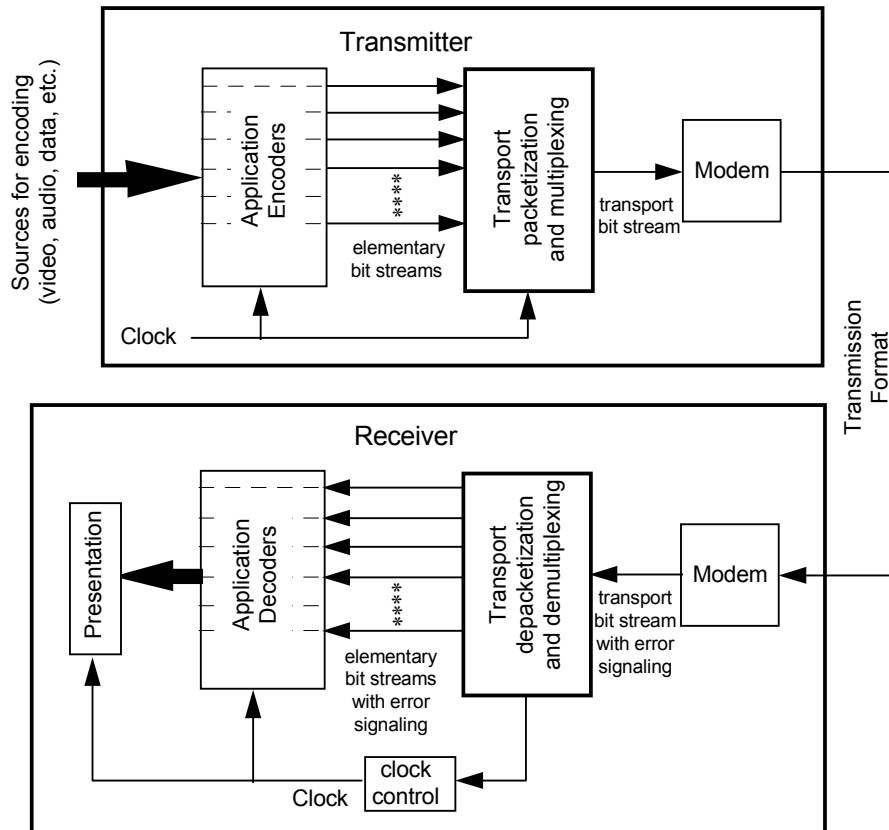 Transmitter
Sources for encoding
(video, audio, data, etc.)
Application
Encoders
****
elementary
bit streams
Transport
packetization
and multiplexing
transport
bit stream
Modem
Clock
Transmission
Format
Receiver
Presentation
Application
Decoders
****
elementary
bit streams
with error
signaling
Transport
depacketization
and demultiplexing
transport
bit stream
with error
signaling
Modem
Clock
clock
control